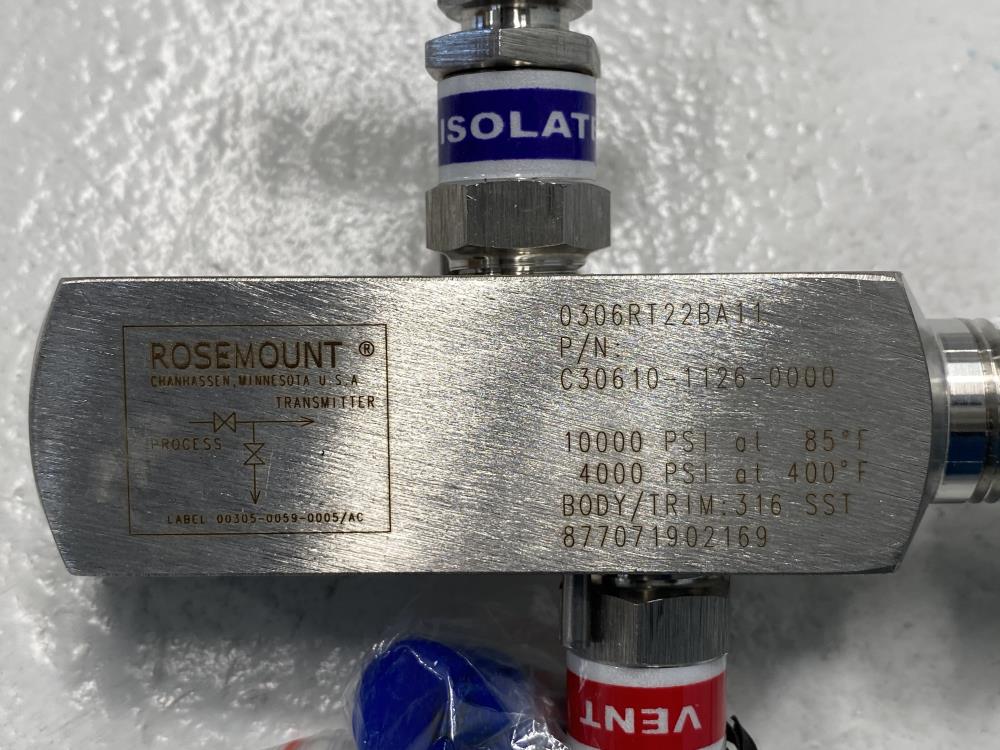 ISOLATE
ROSEMOUNT ®
CHANHASSEN, MINNESOTA U.S.A
TRANSMITTER
PROCESS
LABEL 00305-0059-0005/AC
0306RT22BA11
P/N:
C30610-1126-0000
10000 PSI at 85°F
4000 PSI at 400°F
BODY/TRIM: 316 SST
877071902169
VENT